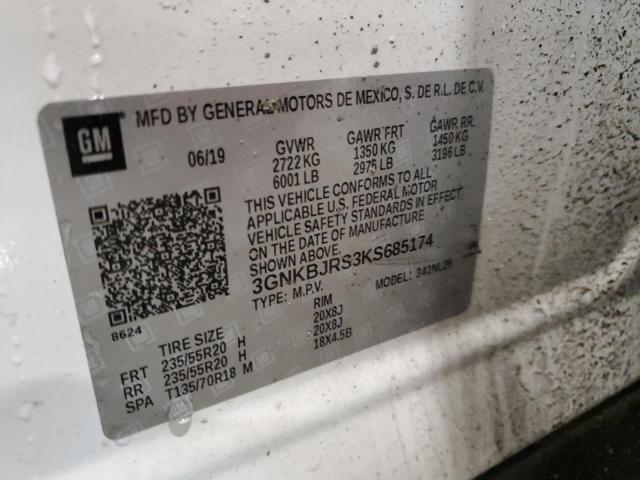 GM
MFD BY GENERAL MOTORS DE MEXICO, S. DE R.L. DE C.V.
06/19
GVWR GAWR FRT GAWR RR
2722 KG 1350 KG 1450 KG
6001 LB 2975 LB 3196 LB
THIS VEHICLE CONFORMS TO ALL
APPLICABLE U.S. FEDERAL MOTOR
VEHICLE SAFETY STANDARDS IN EFFECT
ON THE DATE OF MANUFACTURE
SHOWN ABOVE.
3GNKBJRS3KS685174
TYPE: M.P.V. MODEL: 341NL26
8624
TIRE SIZE RIM
FRT 235/55R20 H 20X8J
RR 235/55R20 H 20X8J
SPA T135/70R18 M 18X4.5B